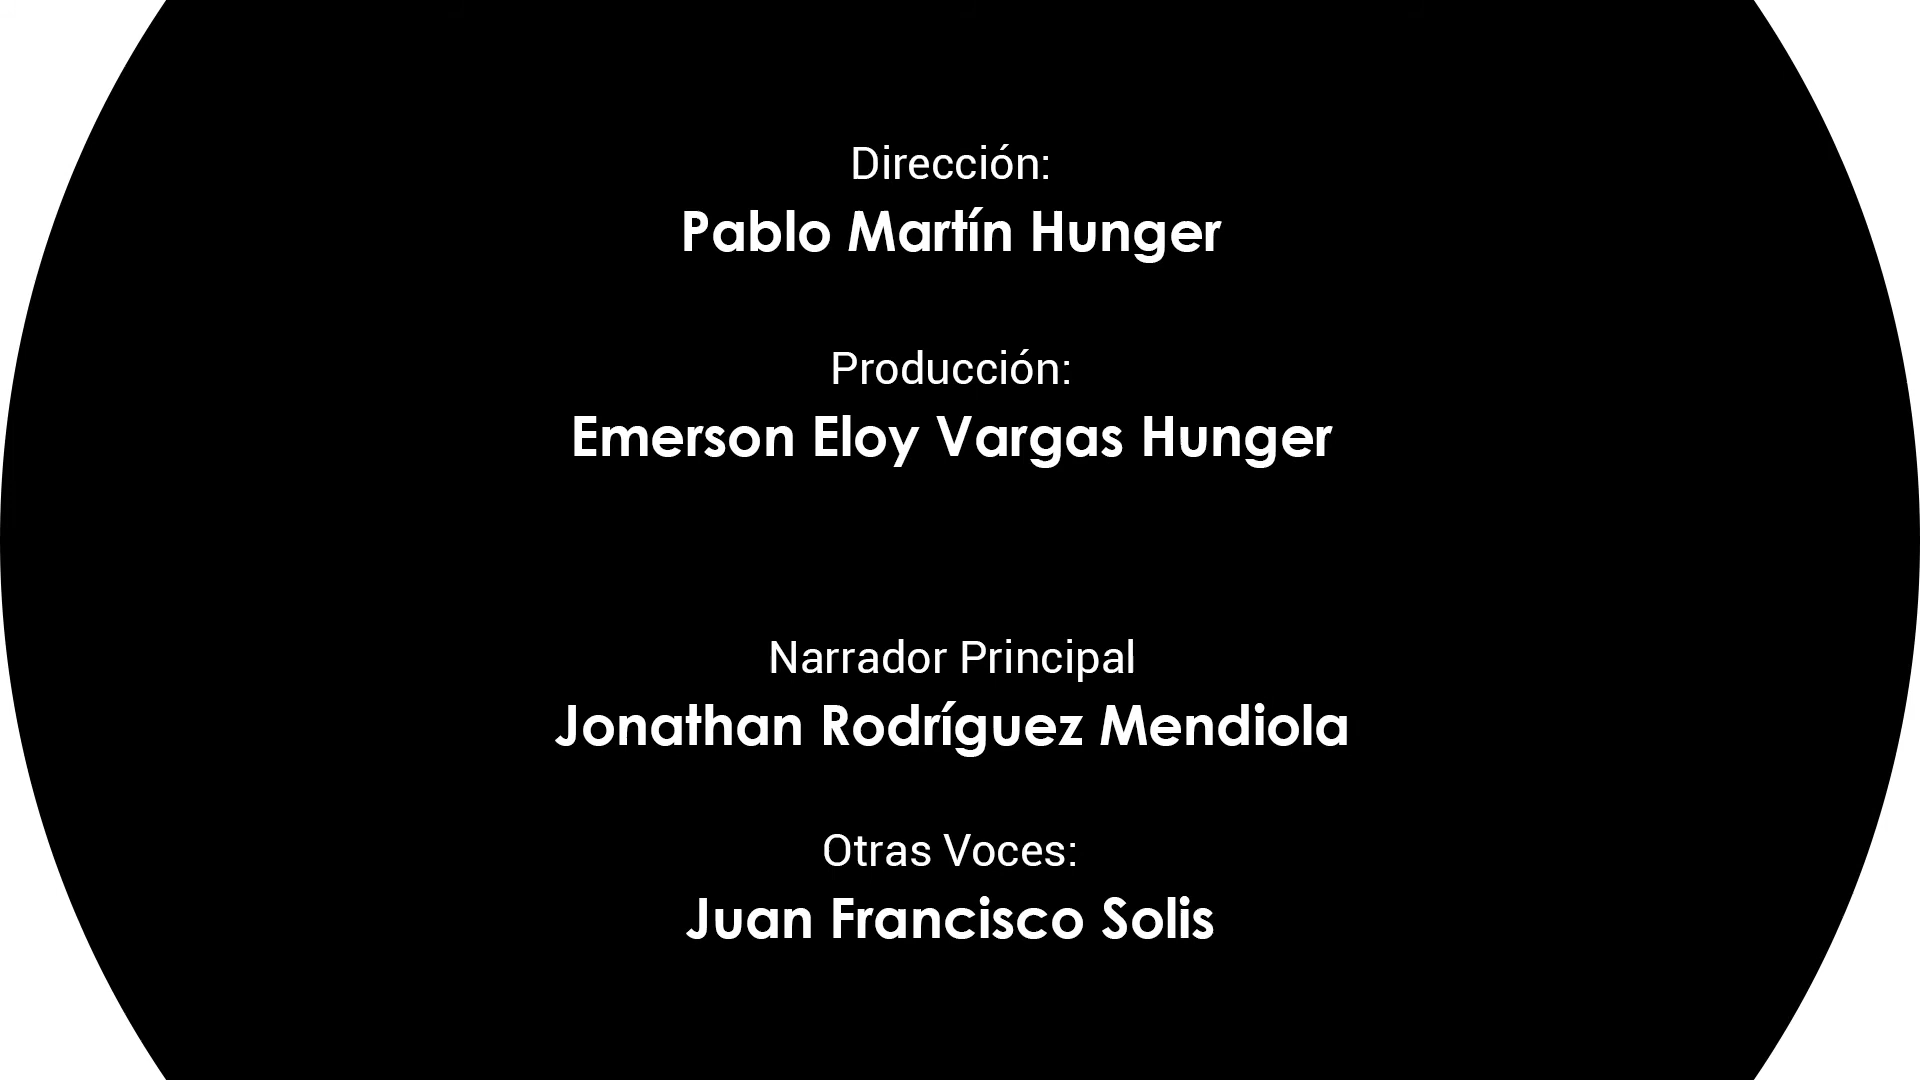 Dirección:
Pablo Martín Hunger
Producción:
Emerson Eloy Vargas Hunger
Narrador Principal
Jonathan Rodríguez Mendiola
Otras Voces:
Juan Francisco Solis